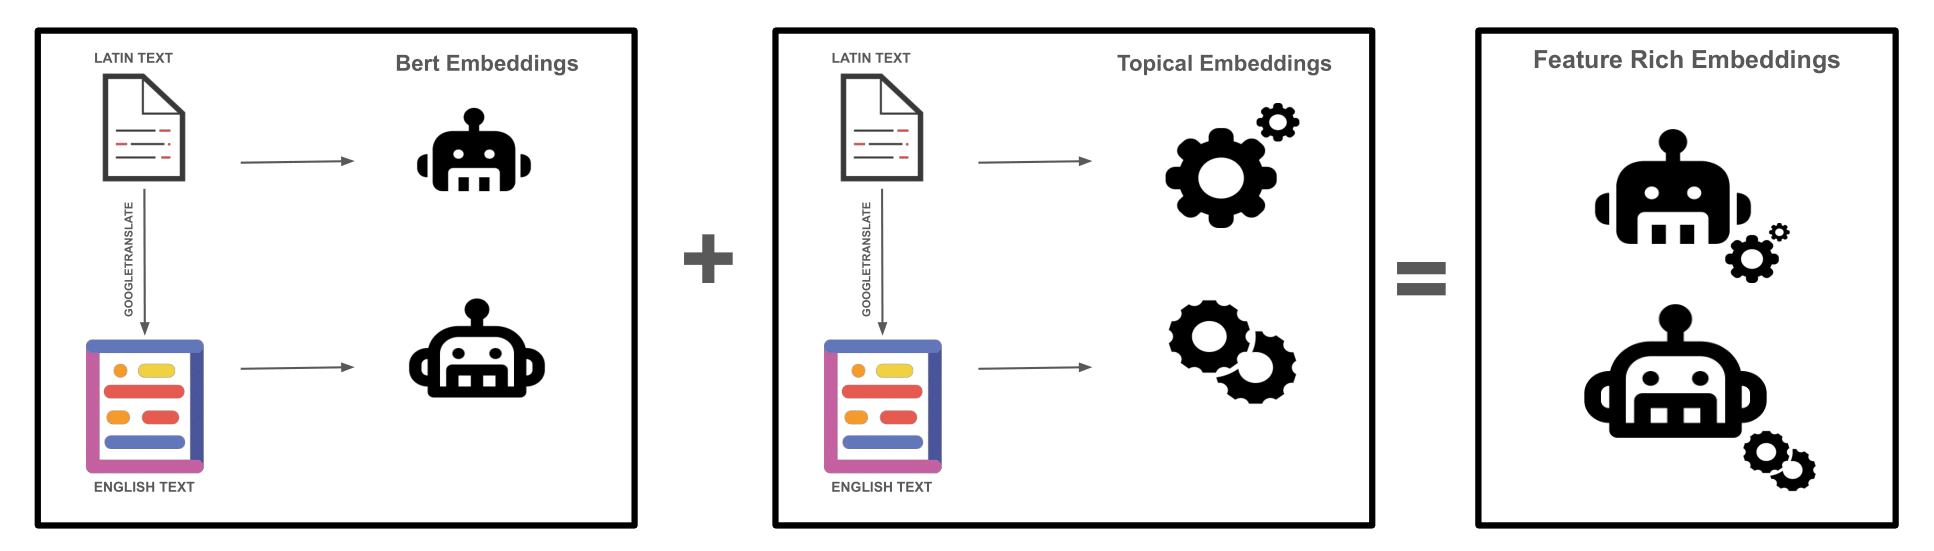 LATIN TEXT
Bert Embeddings
GOOGLETRANSLATE
ENGLISH TEXT
+
LATIN TEXT
Topical Embeddings
GOOGLETRANSLATE
ENGLISH TEXT
=
Feature Rich Embeddings